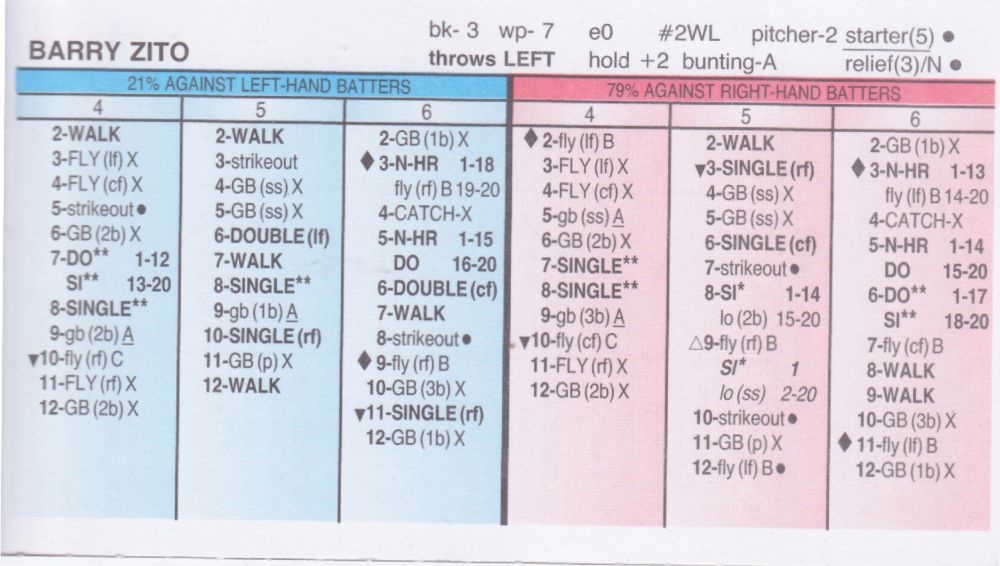 BARRY ZITO
bk- 3 wp- 7 e0 #2WL pitcher-2 starter(5) ●
throws LEFT hold +2 bunting-A relief(3)/N ●
21% AGAINST LEFT-HAND BATTERS
4
2-WALK
3-FLY (lf) X
4-FLY (cf) X
5-strikeout ●
6-GB (2b) X
7-DO** 1-12
SI** 13-20
8-SINGLE**
9-gb (2b) A
▼10-fly (rf) C
11-FLY (rf) X
12-GB (2b) X
5
2-WALK
3-strikeout
4-GB (ss) X
5-GB (ss) X
6-DOUBLE (lf)
7-WALK
8-SINGLE**
9-gb (1b) A
10-SINGLE (rf)
11-GB (p) X
12-WALK
6
2-GB (1b) X
♦ 3-N-HR 1-18
fly (rf) B 19-20
4-CATCH-X
5-N-HR 1-15
DO 16-20
6-DOUBLE (cf)
7-WALK
8-strikeout ●
♦ 9-fly (rf) B
10-GB (3b) X
▼11-SINGLE (rf)
12-GB (1b) X
79% AGAINST RIGHT-HAND BATTERS
4
♦ 2-fly (lf) B
3-FLY (lf) X
4-FLY (cf) X
5-gb (ss) A
6-GB (2b) X
7-SINGLE**
8-SINGLE**
9-gb (3b) A
▼10-fly (cf) C
11-FLY (rf) X
12-GB (2b) X
5
2-WALK
▼3-SINGLE (rf)
4-GB (ss) X
5-GB (ss) X
6-SINGLE (cf)
7-strikeout ●
8-SI* 1-14
lo (2b) 15-20
△9-fly (rf) B
SI* 1
lo (ss) 2-20
10-strikeout ●
11-GB (p) X
12-fly (lf) B ●
6
2-GB (1b) X
♦ 3-N-HR 1-13
fly (lf) B 14-20
4-CATCH-X
5-N-HR 1-14
DO 15-20
6-DO** 1-17
SI** 18-20
7-fly (cf) B
8-WALK
9-WALK
10-GB (3b) X
♦ 11-fly (lf) B
12-GB (1b) X